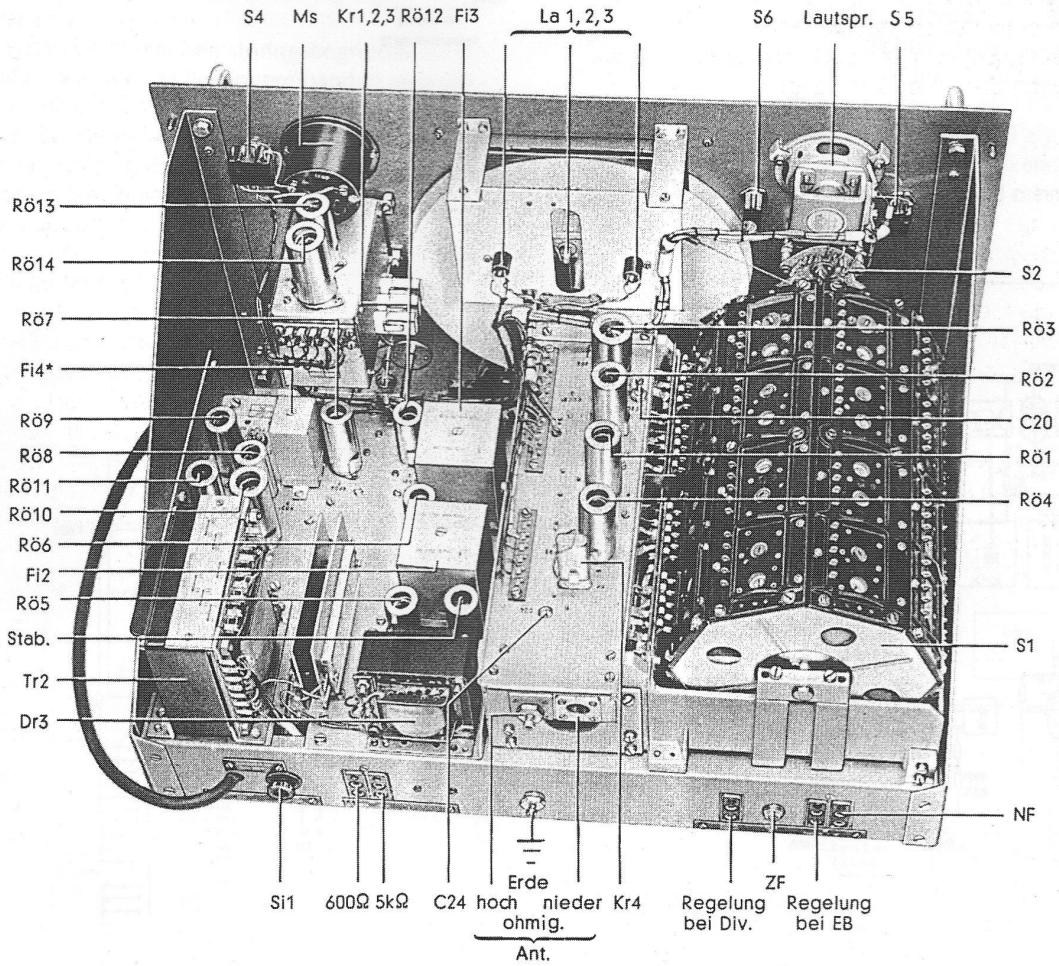 S4 Ms Kr1,2,3 Rö12 Fi3 La 1, 2, 3 S6 Lautspr. S5
Rö13
Rö14
Rö7
Fi4*
Rö9
Rö8
Rö11
Rö10
Rö6
Fi2
Rö5
Stab.
Tr2
Dr3
S2
Rö3
Rö2
C20
Rö1
Rö4
S1
NF
Si1 600Ω 5kΩ C24
Erde
hoch nieder
ohmig.
Ant.
Kr4
Regelung
bei Div.
ZF
Regelung
bei EB